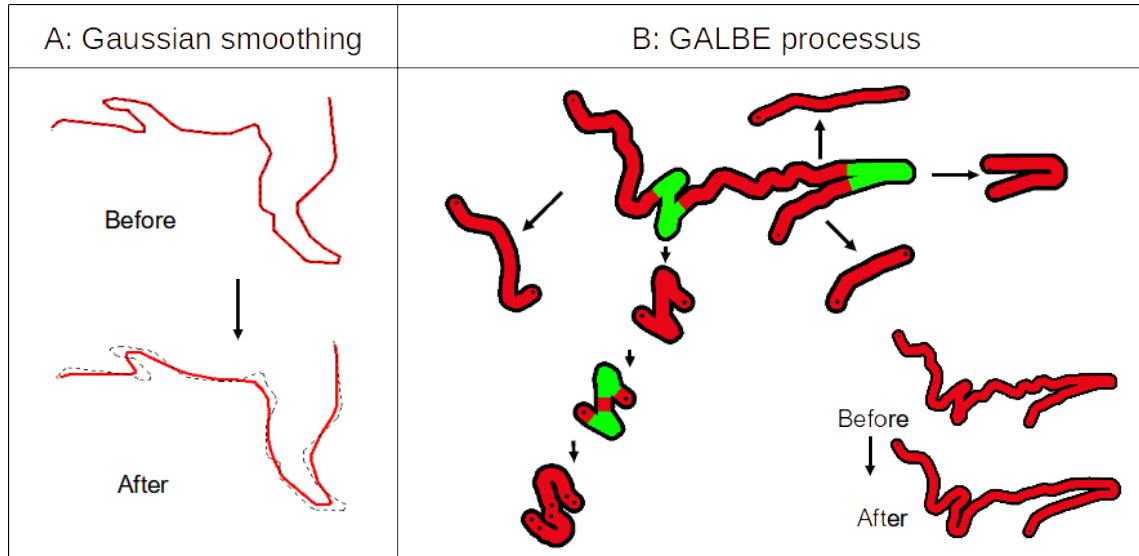 A: Gaussian smoothing
B: GALBE processus
Before
After
Before
After